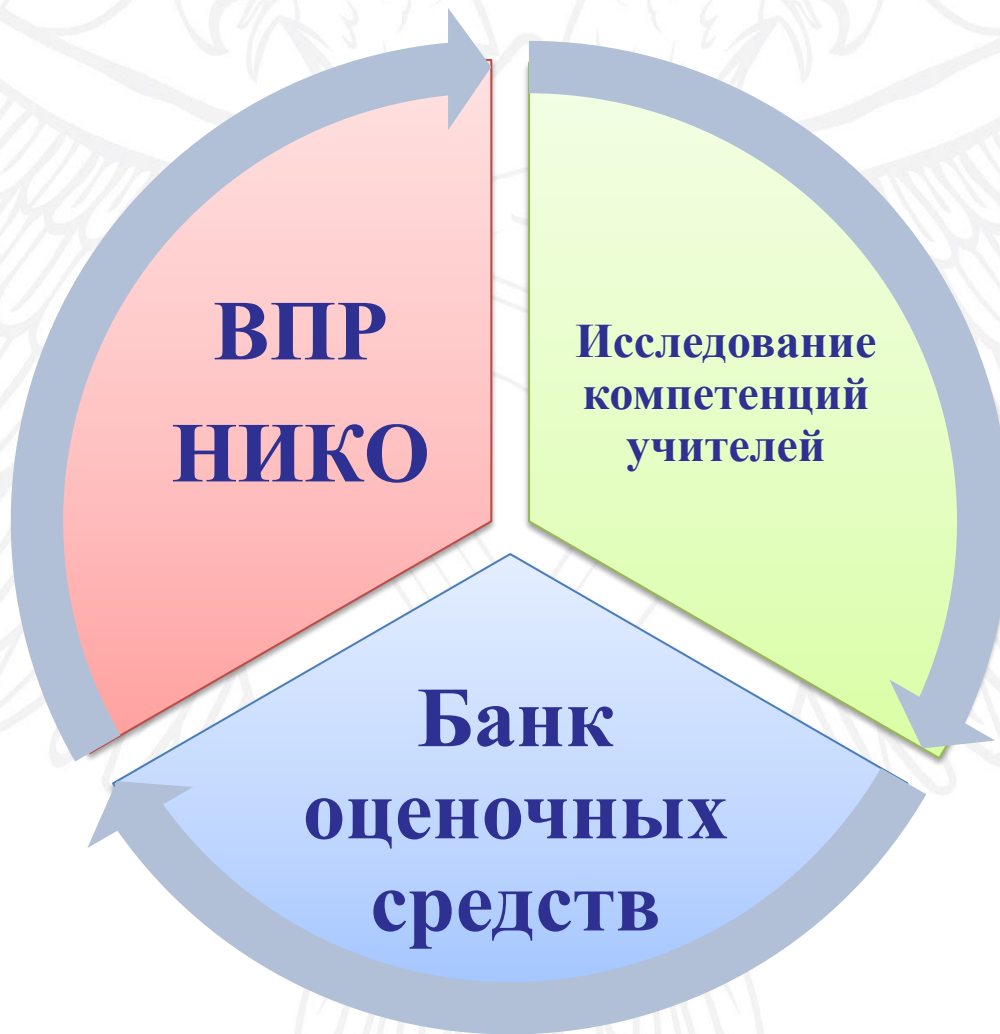 ВПР
НИКО
Исследование
компетенций
учителей
Банк
оценочных
средств